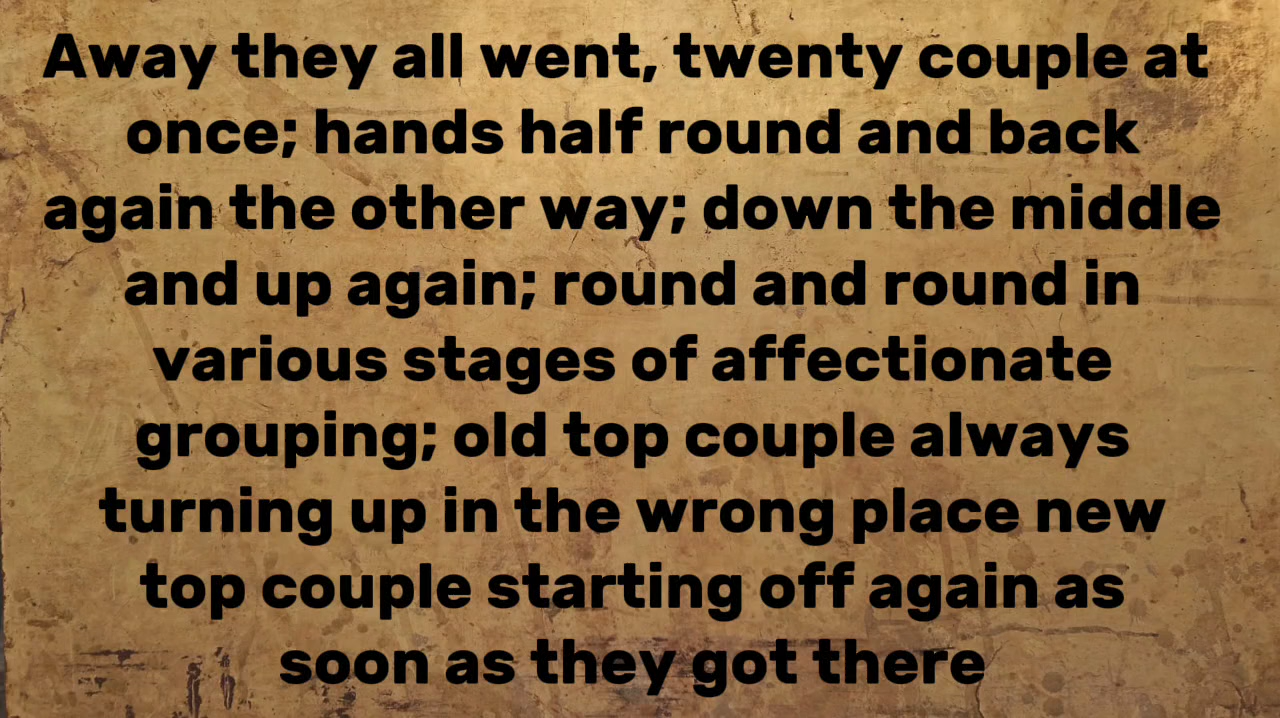 Away they all went, twenty couple at
once; hands half round and back
again the other way; down the middle
and up again; round and round in
various stages of affectionate
grouping; old top couple always
turning up in the wrong place new
top couple starting off again as
soon as they got there